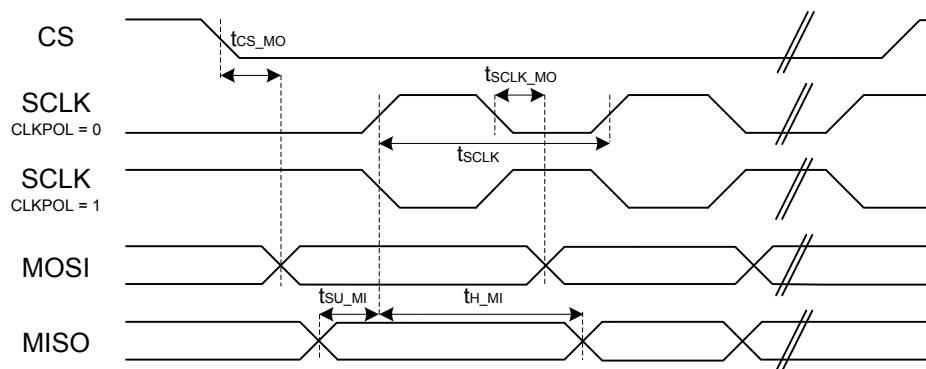 CS
tCS_MO
SCLK
CLKPOL = 0
tSCLK_MO
tSCLK
SCLK
CLKPOL = 1
MOSI
tSU_MI
tH_MI
MISO